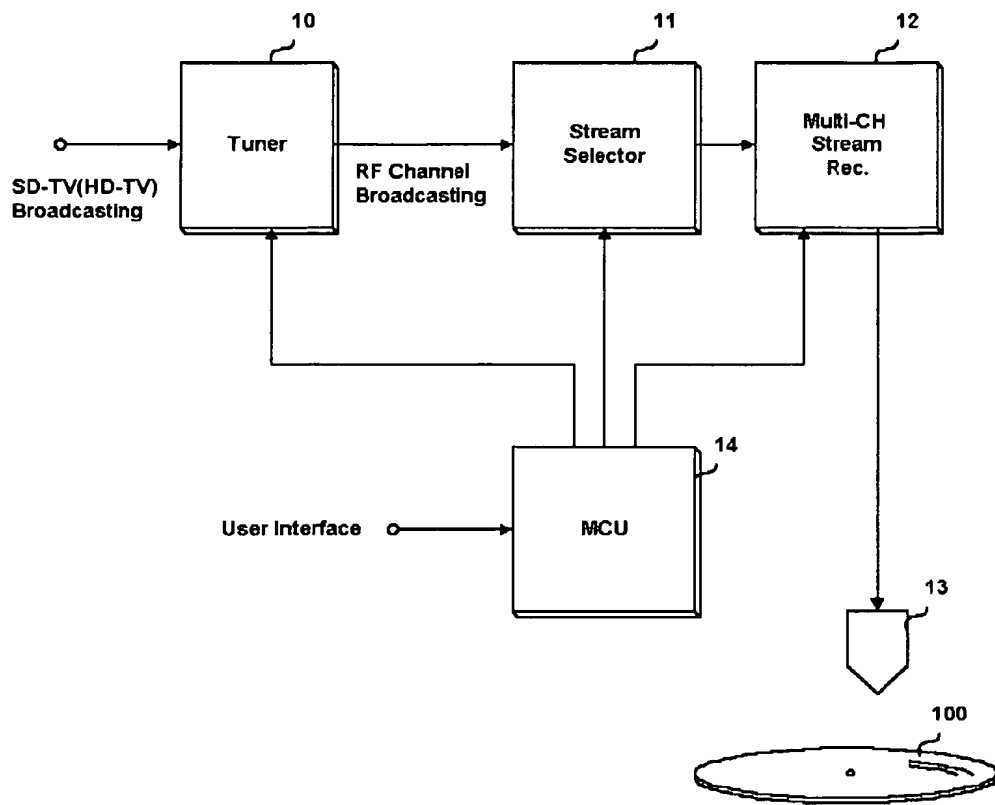 10
11
12
Tuner
Stream
Selector
Multi-CH
Stream
Rec.
SD-TV(HD-TV)
Broadcasting
RF Channel
Broadcasting
14
User Interface
MCU
13
100